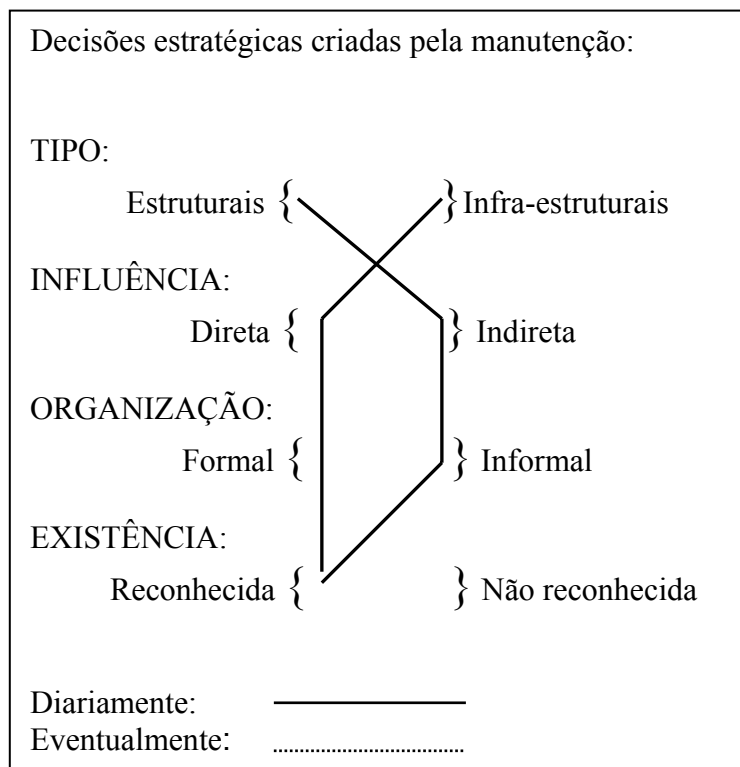 Decisões estratégicas criadas pela manutenção:
TIPO:
Estruturais { } Infra-estruturais
INFLUÊNCIA:
Direta { } Indireta
ORGANIZAÇÃO:
Formal { } Informal
EXISTÊNCIA:
Reconhecida { } Não reconhecida
Diariamente:
Eventualmente: